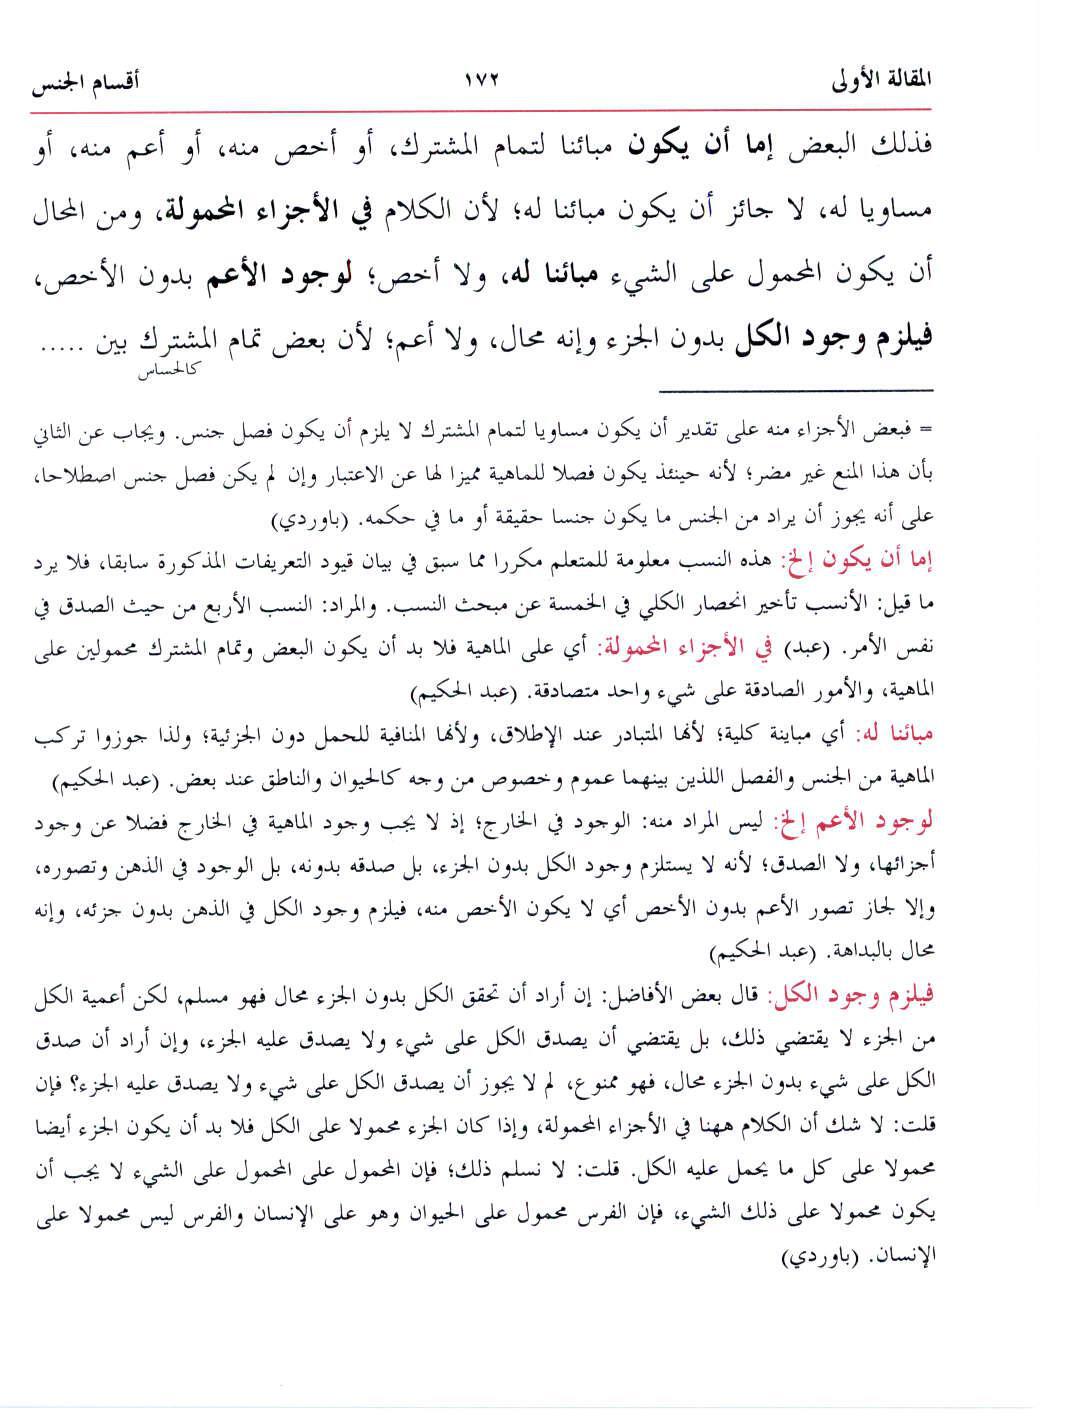 المقالة الأولى ١٧٢ أقسام الجنس
فذلك البعض إما أن يكون مبائنا لتمام المشترك، أو أخص منه، أو أعم منه، أو
مساويا له، لا جائز أن يكون مبائنا له؛ لأن الكلام في الأجزاء المحمولة، ومن المحال
أن يكون المحمول على الشيء مبائنا له، ولا أخص؛ لوجود الأعم بدون الأخص،
فيلزم وجود الكل بدون الجزء وإنه محال، ولا أعم؛ لأن بعض تمام المشترك بين .....
كالحساس
= فبعض الأجزاء منه على تقدير أن يكون مساويا لتمام المشترك لا يلزم أن يكون فصل جنس. ويجاب عن الثاني
بأن هذا المنع غير مضر؛ لأنه حينئذ يكون فصلا للماهية مميزا لها عن الاعتبار وإن لم يكن فصل جنس اصطلاحا،
على أنه يجوز أن يراد من الجنس ما يكون جنسا حقيقة أو ما في حكمه. (باوردي)
إما أن يكون إلخ: هذه النسب معلومة للمتعلم مكررا مما سبق في بيان قيود التعريفات المذكورة سابقا، فلا يرد
ما قيل: الأنسب تأخير انحصار الكلي في الخمسة عن مبحث النسب. والمراد: النسب الأربع من حيث الصدق في
نفس الأمر. (عبد) في الأجزاء المحمولة: أي على الماهية فلا بد أن يكون البعض وتمام المشترك محمولين على
الماهية، والأمور الصادقة على شيء واحد متصادقة. (عبد الحكيم)
مبائنا له: أي مباينة كلية؛ لأنها المتبادر عند الإطلاق، ولأنها المنافية للحمل دون الجزئية؛ ولذا جوزوا تركب
الماهية من الجنس والفصل اللذين بينهما عموم وخصوص من وجه كالحيوان والناطق عند بعض. (عبد الحكيم)
لوجود الأعم إلخ: ليس المراد منه: الوجود في الخارج؛ إذ لا يجب وجود الماهية في الخارج فضلا عن وجود
أجزائها، ولا الصدق؛ لأنه لا يستلزم وجود الكل بدون الجزء، بل صدقه بدونه، بل الوجود في الذهن وتصوره،
وإلا لجاز تصور الأعم بدون الأخص أي لا يكون الأخص منه، فيلزم وجود الكل في الذهن بدون جزئه، وإنه
محال بالبداهة. (عبد الحكيم)
فيلزم وجود الكل: قال بعض الأفاضل: إن أراد أن تحقق الكل بدون الجزء محال فهو مسلم، لكن أعمية الكل
من الجزء لا يقتضي ذلك، بل يقتضي أن يصدق الكل على شيء ولا يصدق عليه الجزء، وإن أراد أن صدق
الكل على شيء بدون الجزء محال، فهو ممنوع، لم لا يجوز أن يصدق الكل على شيء ولا يصدق عليه الجزء؟ فإن
قلت: لا شك أن الكلام ههنا في الأجزاء المحمولة، وإذا كان الجزء محمولا على الكل فلا بد أن يكون الجزء أيضا
محمولا على كل ما يحمل عليه الكل. قلت: لا نسلم ذلك؛ فإن المحمول على المحمول على الشيء لا يجب أن
يكون محمولا على ذلك الشيء، فإن الفرس محمول على الحيوان وهو على الإنسان والفرس ليس محمولا على
الإنسان. (باوردي)